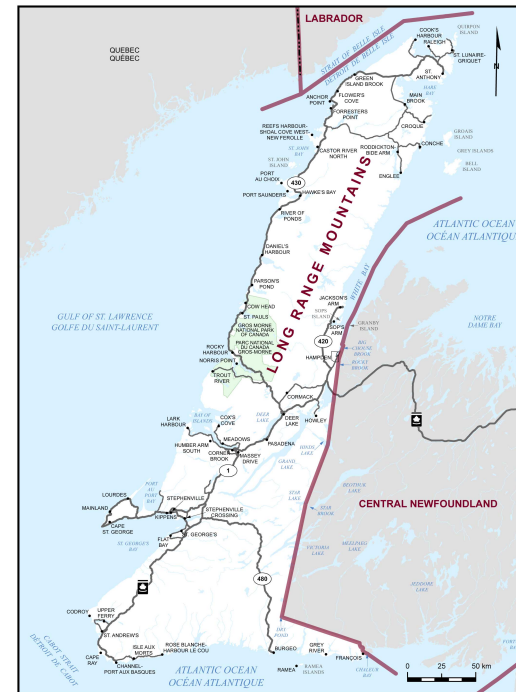 LABRADOR
QUEBEC
QUÉBEC
STRAIT OF BELLE ISLE
DÉTROIT DE BELLE ISLE
COOK'S
HARBOUR
RALEIGH
QUIRPON
ISLAND
ST. LUNAIRE-
GRIQUET
N
ST.
ANTHONY
GREEN
ISLAND BROOK
FLOWER'S
COVE
ANCHOR
POINT
FORRESTERS
POINT
MAIN
BROOK
HARE
BAY
CROQUE
REEFS HARBOUR-
SHOAL COVE WEST-
NEW FEROLLE
ST. JOHN
BAY
CASTOR RIVER
NORTH
RODDICKTON-
BIDE ARM
CONCHE
GROAIS
ISLAND
GREY ISLANDS
BELL
ISLAND
ST. JOHN
ISLAND
PORT
AU CHOIX
430
ENGLEE
PORT SAUNDERS
HAWKE'S BAY
RIVER OF
PONDS
LONG RANGE MOUNTAINS
ATLANTIC OCEAN
OCÉAN ATLANTIQUE
DANIEL'S
HARBOUR
PARSON'S
POND
WHITE BAY
JACKSON'S
ARM
COW HEAD
SOPS
ISLAND
GULF OF ST. LAWRENCE
GOLFE DU SAINT-LAURENT
ST. PAULS
GROS MORNE
NATIONAL PARK
OF CANADA
PARC NATIONAL
DU CANADA
GROS-MORNE
SOP'S
ARM
GRANBY
ISLAND
NOTRE
DAME BAY
420
BIG
CHOUSE
BROOK
ROCKY
HARBOUR
NORRIS POINT
HAMPDEN
ROCKY
BROOK
TROUT
RIVER
CORMACK
BAY OF
ISLANDS
COX'S
COVE
DEER
LAKE
DEER
LAKE
HOWLEY
LARK
HARBOUR
MEADOWS
PASADENA
HUMBER ARM
SOUTH
CORNER
BROOK
MASSEY
DRIVE
HINDS
LAKE
GRAND
LAKE
1
PORT
AU
PORT
BAY
BEOTHUK
LAKE
STAR
LAKE
LOURDES
STEPHENVILLE
MAINLAND
STEPHENVILLE
CROSSING
KIPPENS
STAR
BROOK
CENTRAL NEWFOUNDLAND
CAPE
ST. GEORGE
ST. GEORGE'S
BAY
FLAT
BAY
ST. GEORGE'S
VICTORIA
LAKE
MEELPAEG
LAKE
480
JEDDORE
LAKE
CODROY
UPPER
FERRY
ST. ANDREW'S
DRY
POND
CABOT STRAIT
DÉTROIT DE CABOT
CAPE
RAY
ISLE AUX
MORTS
ROSE BLANCHE-
HARBOUR LE COU
CHANNEL-
PORT AUX BASQUES
BURGEO
GREY
RIVER
FRANÇOIS
RAMEA
RAMEA
ISLANDS
CHALEUR
BAY
ATLANTIC OCEAN
OCÉAN ATLANTIQUE
0 25 50 km